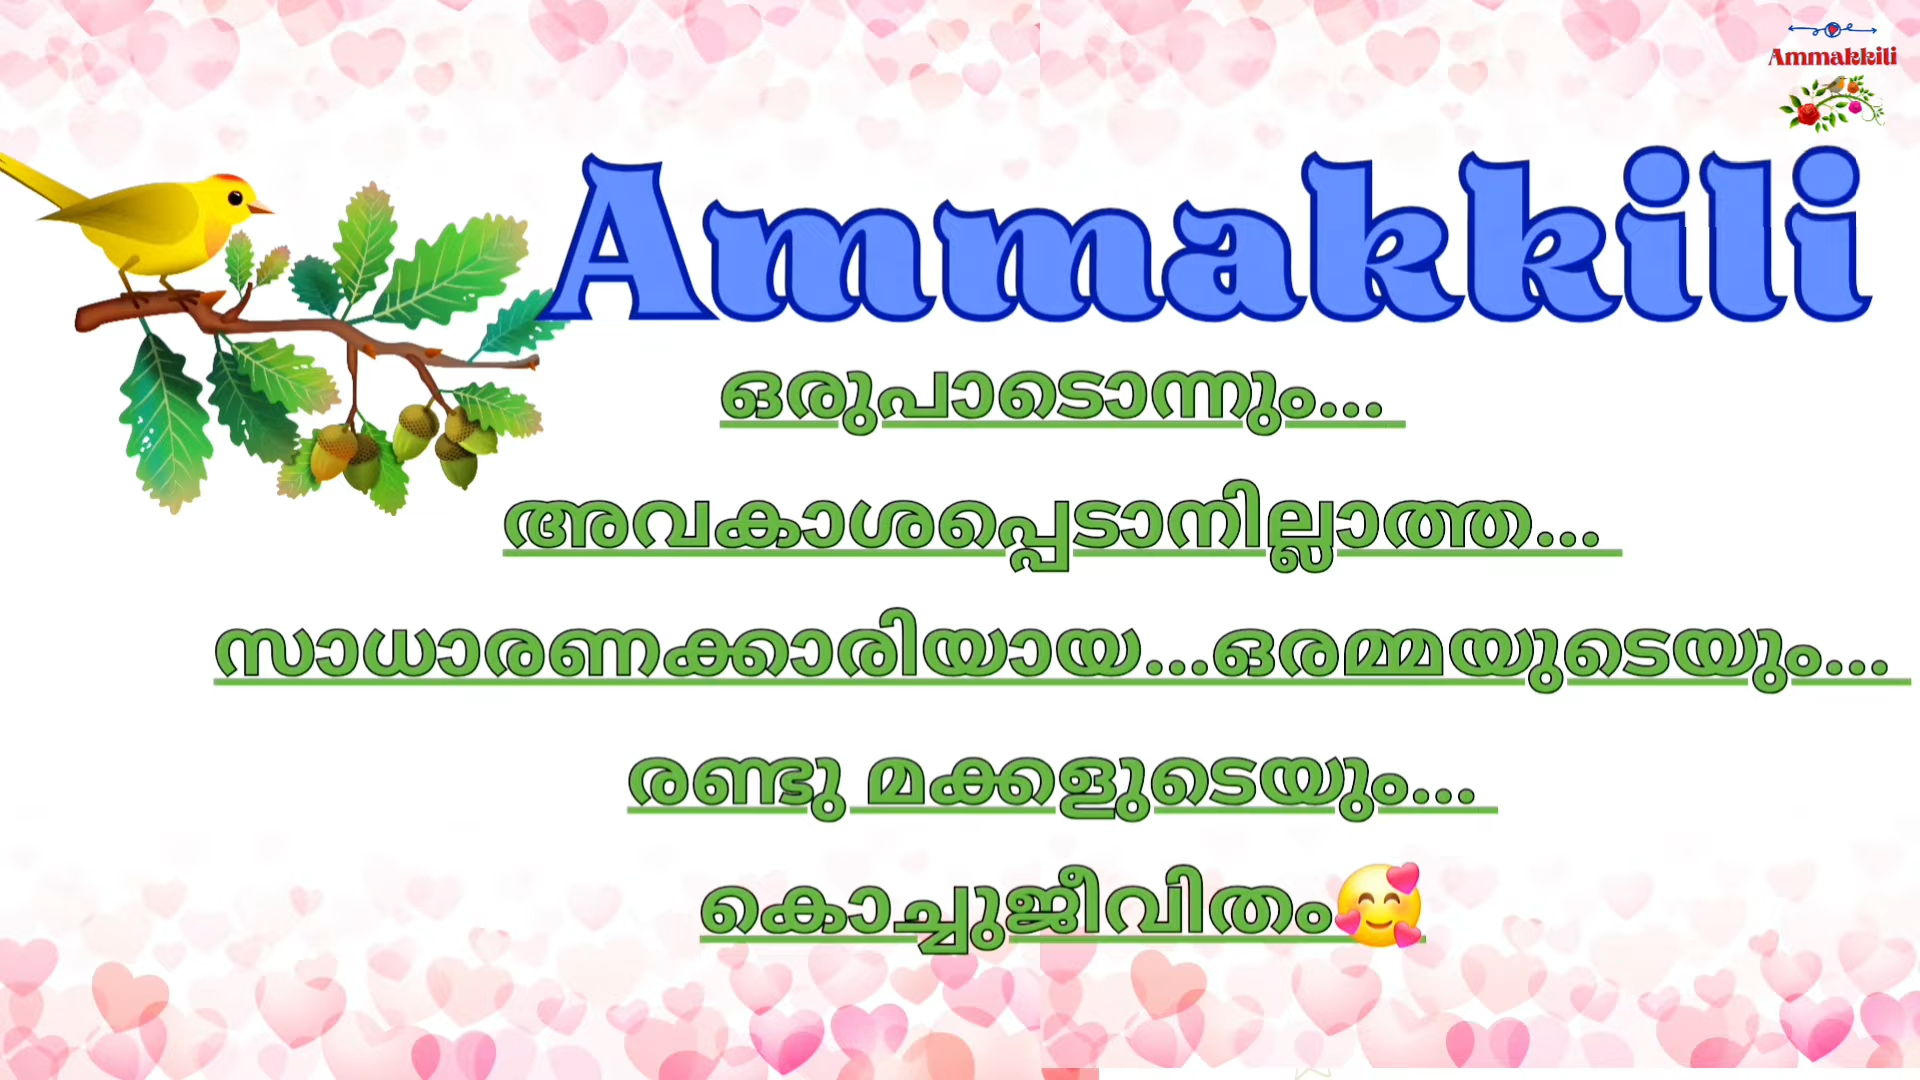 Ammakkili
Ammakkili
ഒരുപാടൊന്നും...
അവകാശപ്പെടാനില്ലാത്ത...
സാധാരണക്കാരിയായ...ഒരമ്മയുടെയും...
രണ്ടു മക്കളുടെയും...
കൊച്ചുജീവിതം🥰